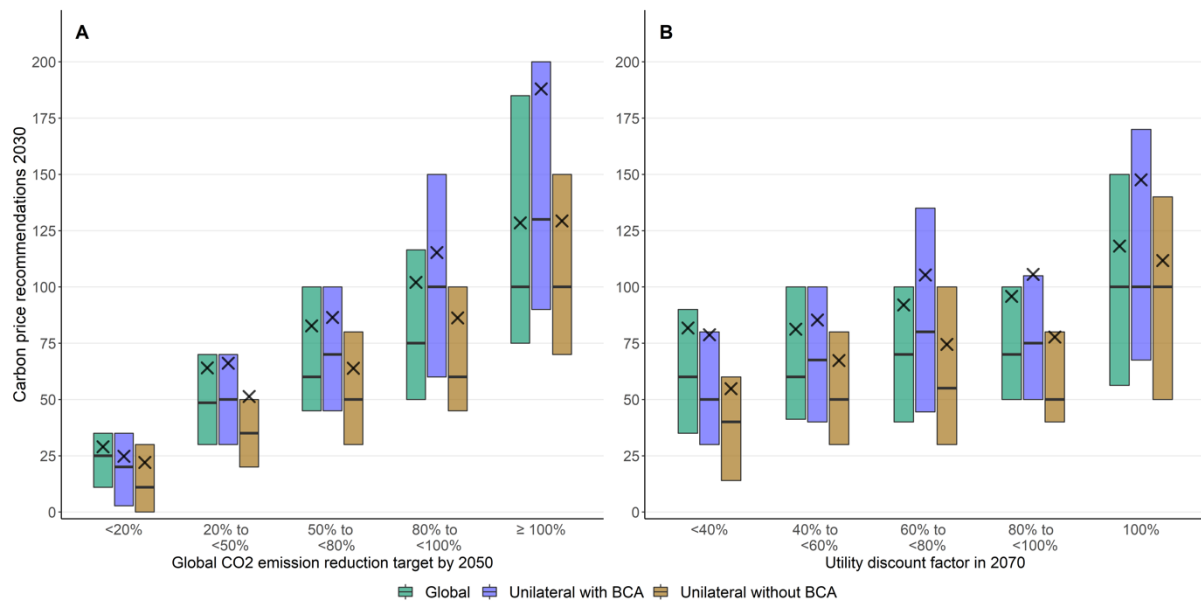 A
B
Carbon price recommendations 2030
200
175
150
125
100
75
50
25
0
<20%
20% to
<50%
50% to
<80%
80% to
<100%
≥ 100%
Global CO2 emission reduction target by 2050
200
175
150
125
100
75
50
25
0
<40%
40% to
<60%
60% to
<80%
80% to
<100%
100%
Utility discount factor in 2070
Global
Unilateral with BCA
Unilateral without BCA